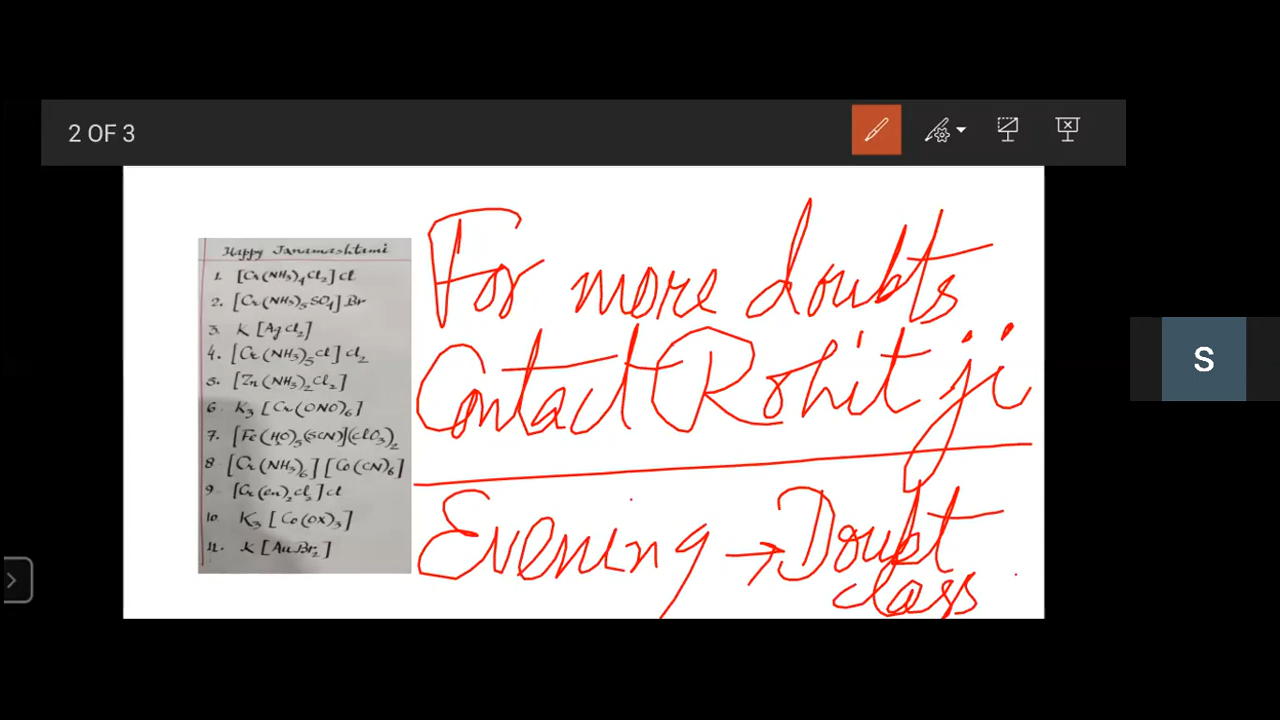 2 OF 3
Happy Janamashtami
1. [Cr(NH₃)₄Cl₂]Cl
2. [Cr(NH₃)₅SO₄]Br
3. K[AgCl₂]
4. [Cr(NH₃)₅Cl]Cl₂
5. [Zn(NH₃)₂Cl₂]
6. K₃[Cr(ONO)₆]
7. [Fe(H₂O)₅(SCN)](ClO₃)₂
8 [Cr(NH₃)₆][Co(CN)₆]
9. [Cr(en)₂Cl₂]Cl
10. K₃[Co(OX)₃]
11. K[AuBr₂]
For more doubts
Contact Rohit ji
Evening → Doubt
class
S